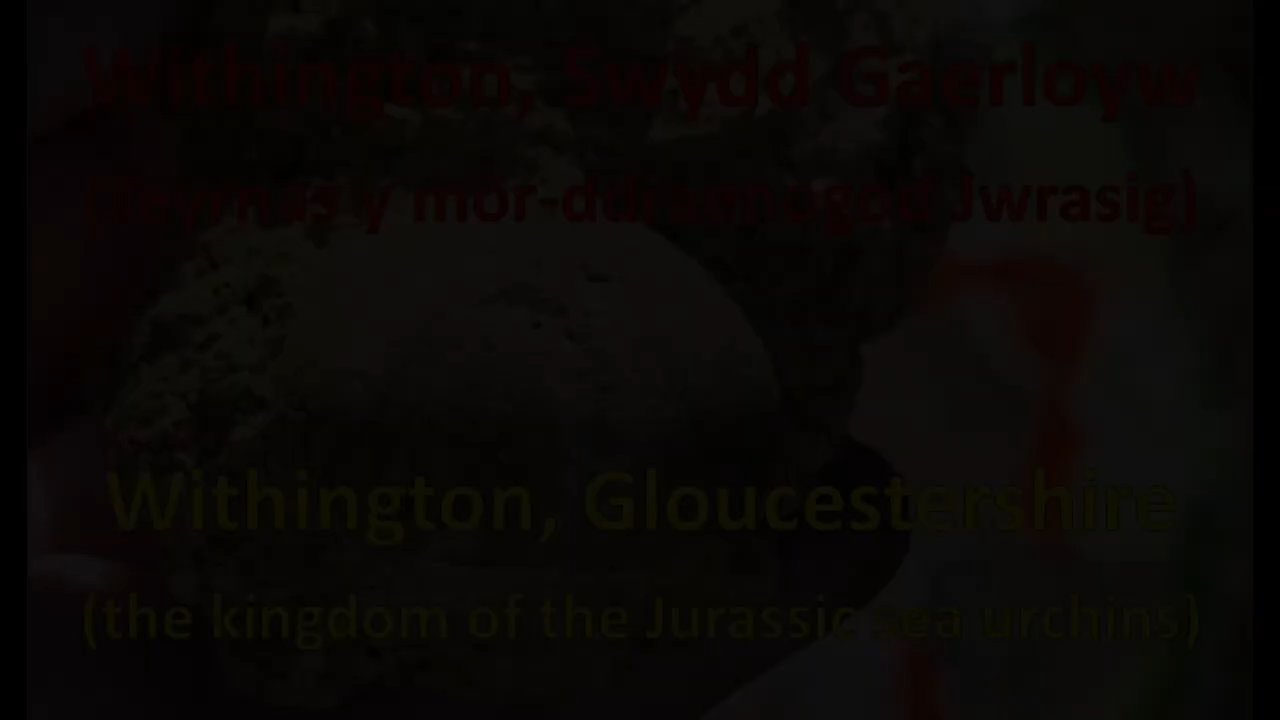 Withington, Swydd Gaerloyw
(Teyrnas y môr-ddraenogod Jwrasig)
Withington, Gloucestershire
(the kingdom of the Jurassic sea urchins)